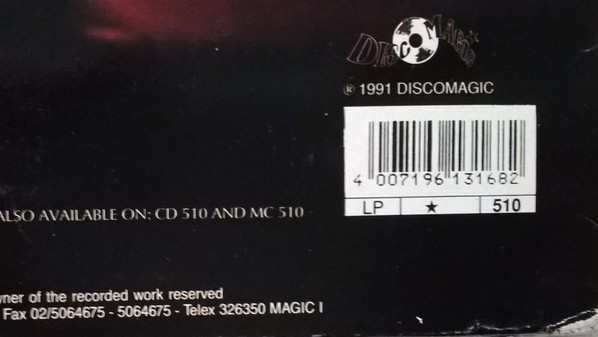 DISCO MAGIC
℗ 1991 DISCOMAGIC
4 007196 131682
LP ★ 510
ALSO AVAILABLE ON: CD 510 AND MC 510
wner of the recorded work reserved
Fax 02/5064675 - 5064675 - Telex 326350 MAGIC I